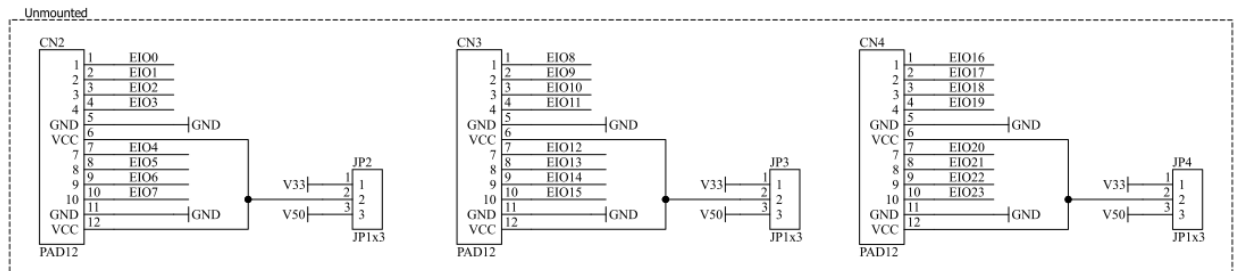 Unmounted
CN2
1 1 EIO0
2 2 EIO1
3 3 EIO2
4 4 EIO3
GND 5 GND
VCC 6
7 7 EIO4
8 8 EIO5
9 9 EIO6
10 10 EIO7
GND 11 GND
VCC 12
PAD12
JP2
V33 1 1
2 2
V50 3 3
JP1x3
CN3
1 1 EIO8
2 2 EIO9
3 3 EIO10
4 4 EIO11
GND 5 GND
VCC 6
7 7 EIO12
8 8 EIO13
9 9 EIO14
10 10 EIO15
GND 11 GND
VCC 12
PAD12
JP3
V33 1 1
2 2
V50 3 3
JP1x3
CN4
1 1 EIO16
2 2 EIO17
3 3 EIO18
4 4 EIO19
GND 5 GND
VCC 6
7 7 EIO20
8 8 EIO21
9 9 EIO22
10 10 EIO23
GND 11 GND
VCC 12
PAD12
JP4
V33 1 1
2 2
V50 3 3
JP1x3